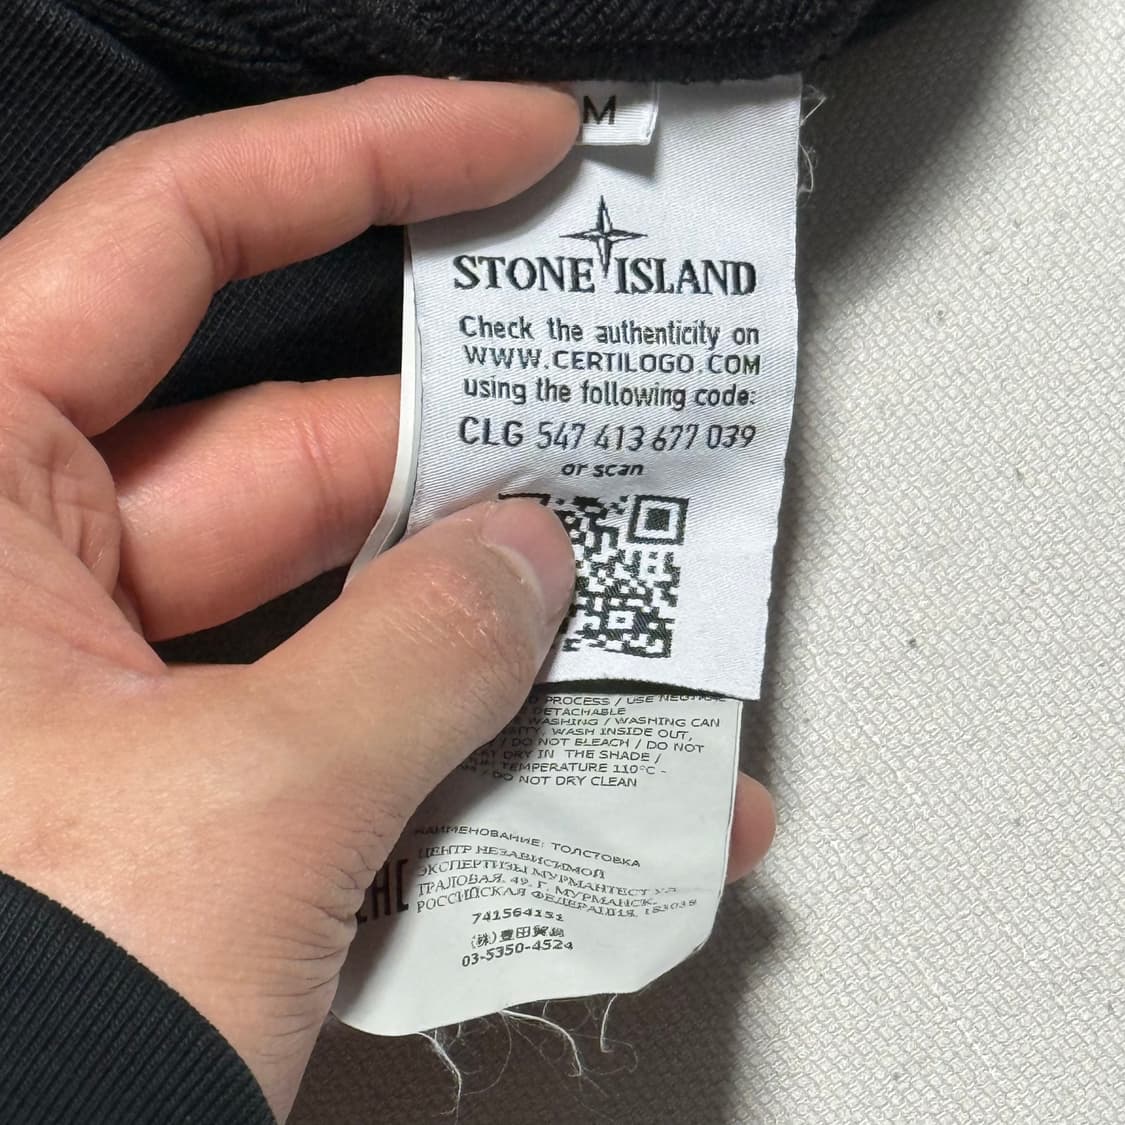 M
STONE ISLAND
Check the authenticity on
WWW.CERTILOGO.COM
using the following code:
CLG 547 413 677 039
or scan
PROCESS / USE NEUTRAL
DETACHABLE
WASHING / WASHING CAN
WASH INSIDE OUT,
/ DO NOT BLEACH / DO NOT
DRY IN THE SHADE /
TEMPERATURE 110°C -
/ DO NOT DRY CLEAN
НАИМЕНОВАНИЕ: ТОЛСТОВКА
ЦЕНТР НЕЗАВИСИМОЙ
ЭКСПЕРТИЗЫ МУРМАНТЕСТ
ТРАЛОВАЯ, 49, Г. МУРМАНСК,
РОССИЙСКАЯ ФЕДЕРАЦИЯ, 183038
EAC
741564151
(株)豊田貿易
03-5350-4524